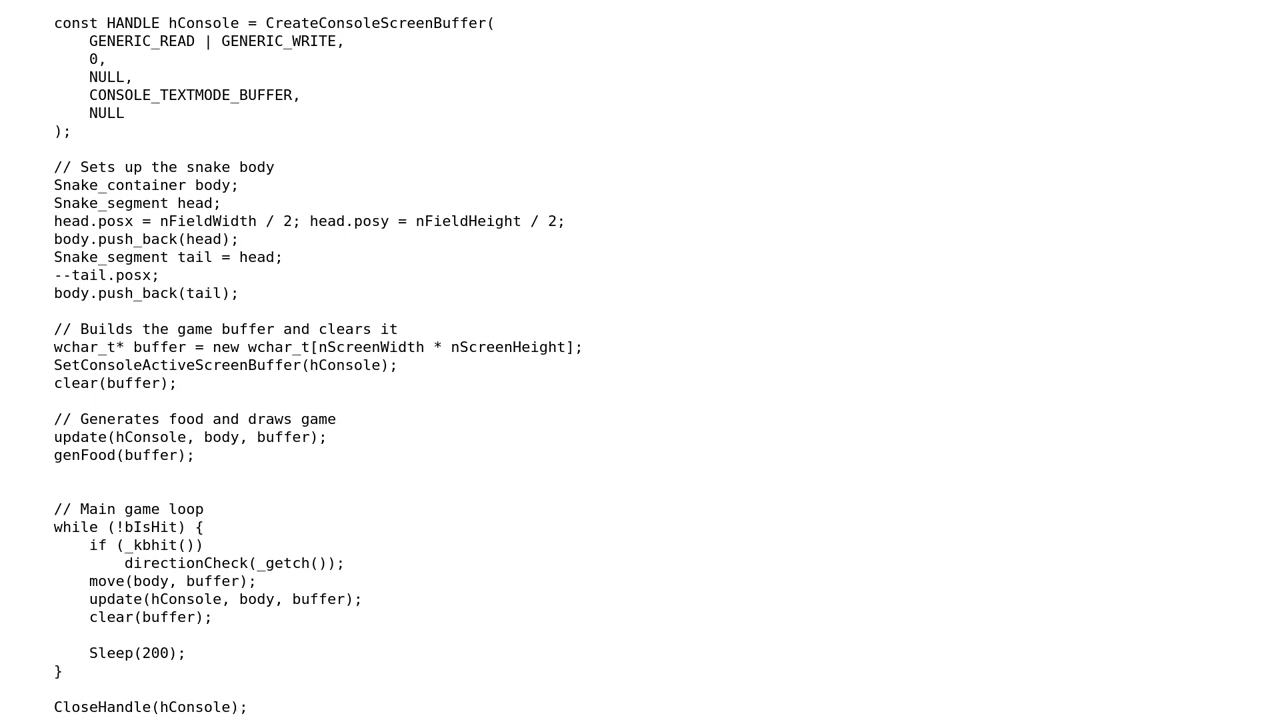 const HANDLE hConsole = CreateConsoleScreenBuffer(
    GENERIC_READ | GENERIC_WRITE,
    0,
    NULL,
    CONSOLE_TEXTMODE_BUFFER,
    NULL
);

// Sets up the snake body
Snake_container body;
Snake_segment head;
head.posx = nFieldWidth / 2; head.posy = nFieldHeight / 2;
body.push_back(head);
Snake_segment tail = head;
--tail.posx;
body.push_back(tail);

// Builds the game buffer and clears it
wchar_t* buffer = new wchar_t[nScreenWidth * nScreenHeight];
SetConsoleActiveScreenBuffer(hConsole);
clear(buffer);

// Generates food and draws game
update(hConsole, body, buffer);
genFood(buffer);


// Main game loop
while (!bIsHit) {
    if (_kbhit())
        directionCheck(_getch());
    move(body, buffer);
    update(hConsole, body, buffer);
    clear(buffer);

    Sleep(200);
}

CloseHandle(hConsole);